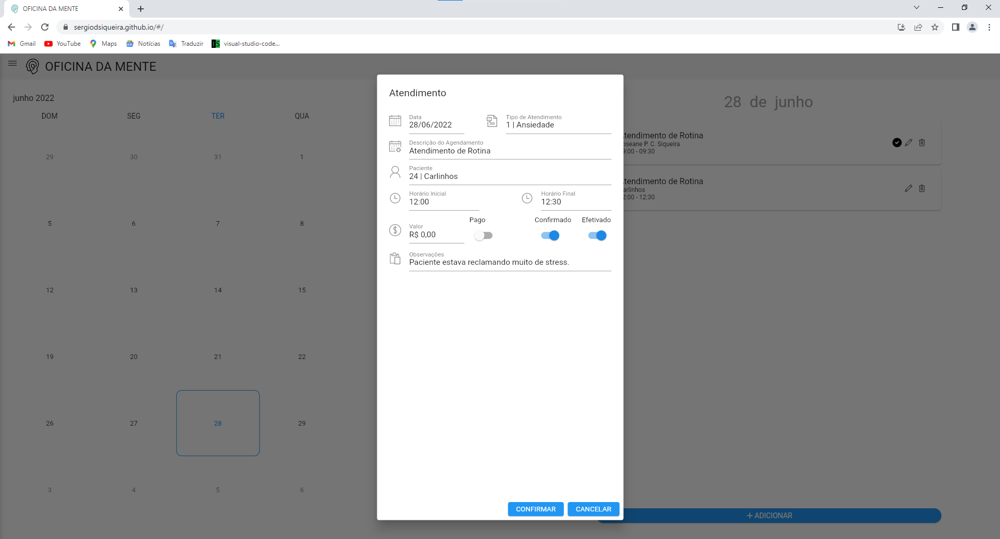 OFICINA DA MENTE
sergiodsiqueira.github.io/#/
Gmail YouTube Maps Notícias Traduzir visual-studio-code...
OFICINA DA MENTE
junho 2022
DOM SEG TER QUA
29 30 31 1
5 6 7 8
12 13 14 15
19 20 21 22
26 27 28 29
3 4 5 6
Atendimento
Data Tipo de Atendimento
28/06/2022 1 | Ansiedade
Descrição do Agendamento
Atendimento de Rotina
Paciente
24 | Carlinhos
Horário Inicial Horário Final
12:00 12:30
Pago Confirmado Efetivado
Valor
R$ 0,00
Observações
Paciente estava reclamando muito de stress.
CONFIRMAR CANCELAR
28 de junho
tendimento de Rotina
oseane P. C. Siqueira
9:00 - 09:30
tendimento de Rotina
arlinhos
2:00 - 12:30
+ ADICIONAR